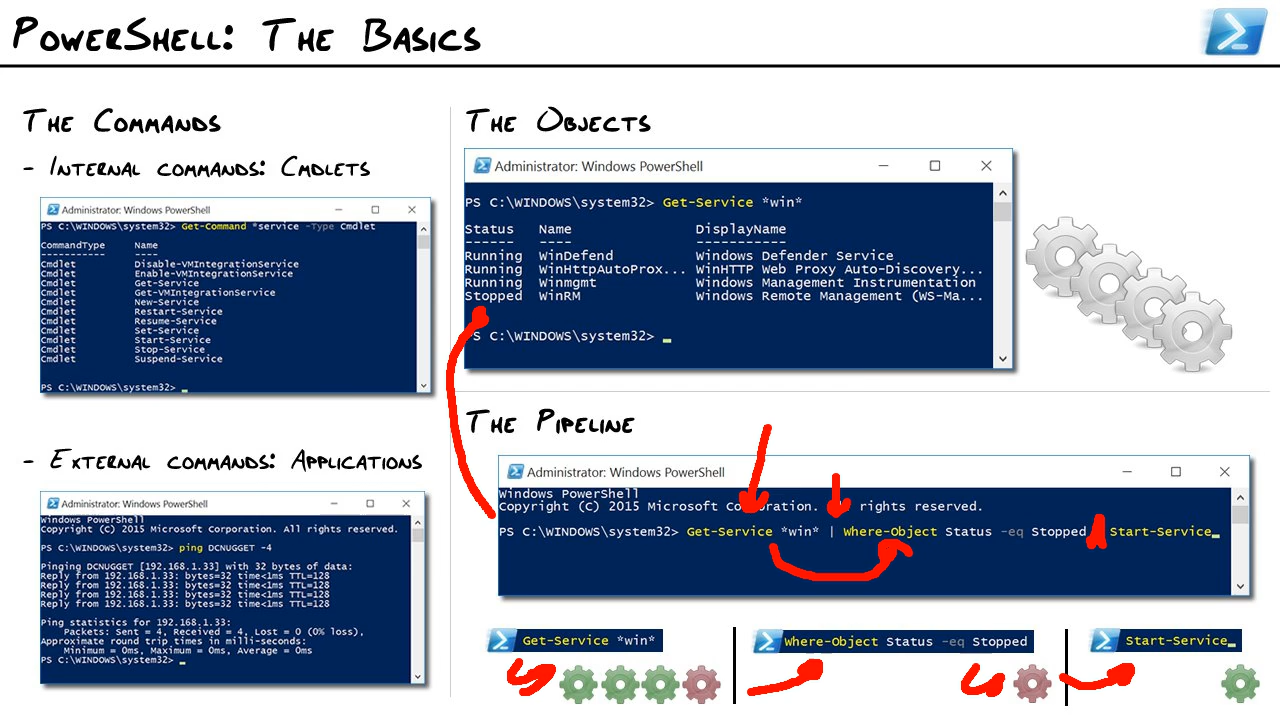 PowerShell: The Basics
The Commands
- Internal commands: Cmdlets
Administrator: Windows PowerShell
PS C:\WINDOWS\system32> Get-Command *service -Type Cmdlet
CommandType Name
----------- ----
Cmdlet Disable-VMIntegrationService
Cmdlet Enable-VMIntegrationService
Cmdlet Get-Service
Cmdlet Get-VMIntegrationService
Cmdlet New-Service
Cmdlet Restart-Service
Cmdlet Resume-Service
Cmdlet Set-Service
Cmdlet Start-Service
Cmdlet Stop-Service
Cmdlet Suspend-Service
PS C:\WINDOWS\system32>
- External commands: Applications
Administrator: Windows PowerShell
Windows PowerShell
Copyright (C) 2015 Microsoft Corporation. All rights reserved.
PS C:\WINDOWS\system32> ping DCNUGGET -4
Pinging DCNUGGET [192.168.1.33] with 32 bytes of data:
Reply from 192.168.1.33: bytes=32 time<1ms TTL=128
Reply from 192.168.1.33: bytes=32 time<1ms TTL=128
Reply from 192.168.1.33: bytes=32 time<1ms TTL=128
Reply from 192.168.1.33: bytes=32 time<1ms TTL=128
Ping statistics for 192.168.1.33:
Packets: Sent = 4, Received = 4, Lost = 0 (0% loss),
Approximate round trip times in milli-seconds:
Minimum = 0ms, Maximum = 0ms, Average = 0ms
PS C:\WINDOWS\system32>
The Objects
Administrator: Windows PowerShell
PS C:\WINDOWS\system32> Get-Service *win*
Status Name DisplayName
------ ---- -----------
Running WinDefend Windows Defender Service
Running WinHttpAutoProx... WinHTTP Web Proxy Auto-Discovery...
Running Winmgmt Windows Management Instrumentation
Stopped WinRM Windows Remote Management (WS-Ma...
PS C:\WINDOWS\system32>
The Pipeline
Administrator: Windows PowerShell
Windows PowerShell
Copyright (C) 2015 Microsoft Corporation. rights reserved.
PS C:\WINDOWS\system32> Get-Service *win* | Where-Object Status -eq Stopped | Start-Service
Get-Service *win*
Where-Object Status -eq Stopped
Start-Service